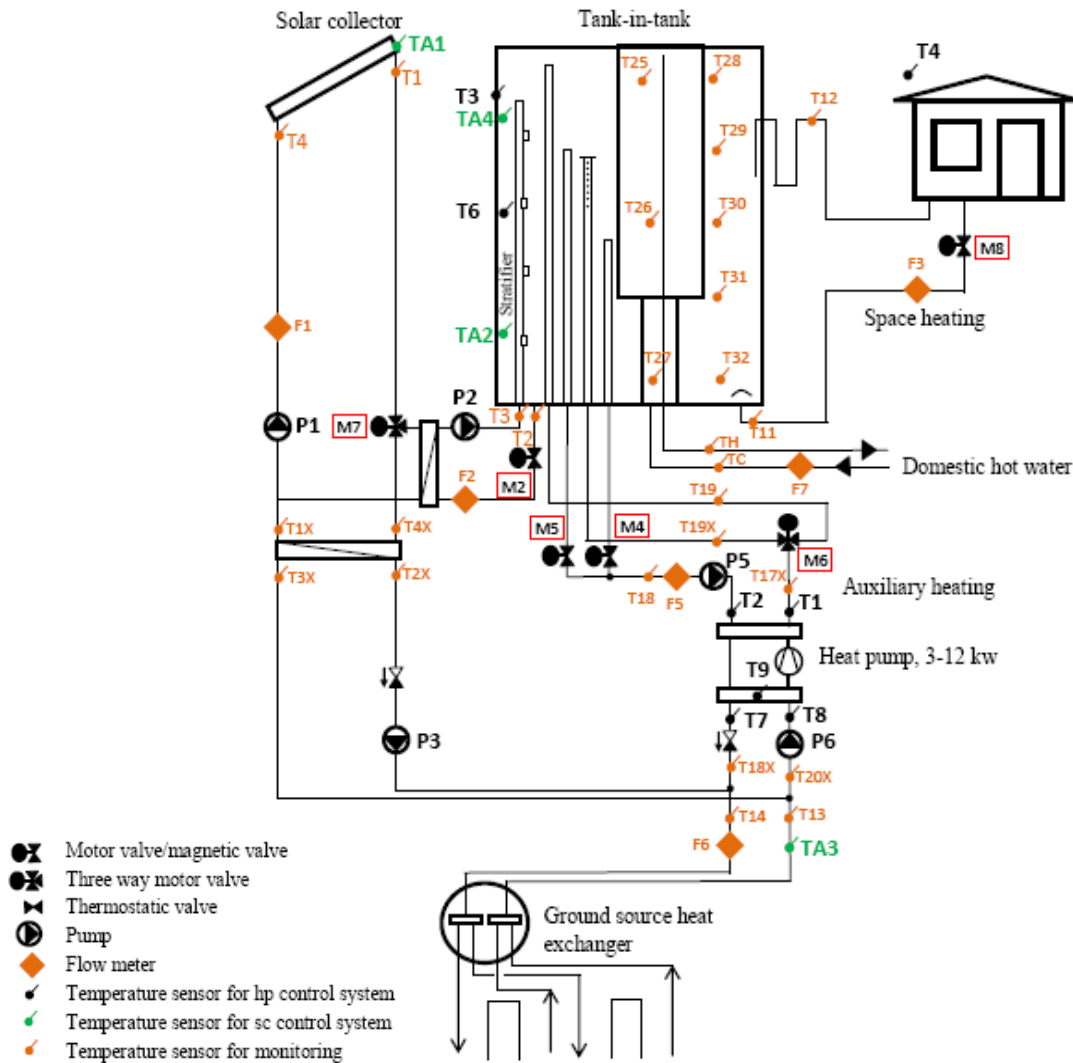 Solar collector
Tank-in-tank
TA1
T1
T4
T3
TA4
T6
Stratifier
TA2
T25
T28
T12
T4
T29
T26
T30
T31
T27
T32
M8
F3
Space heating
F1
P1
M7
P2
T3
T2
T11
TH
TC
F7
Domestic hot water
F2
M2
T19
T1X
T4X
M5
M4
T19X
M6
T3X
T2X
T18
F5
P5
T17X
Auxiliary heating
T2
T1
Heat pump, 3-12 kw
T9
T7
T8
P3
P6
T18X
T20X
T14
T13
F6
TA3
Ground source heat
exchanger
Motor valve/magnetic valve
Three way motor valve
Thermostatic valve
Pump
Flow meter
Temperature sensor for hp control system
Temperature sensor for sc control system
Temperature sensor for monitoring